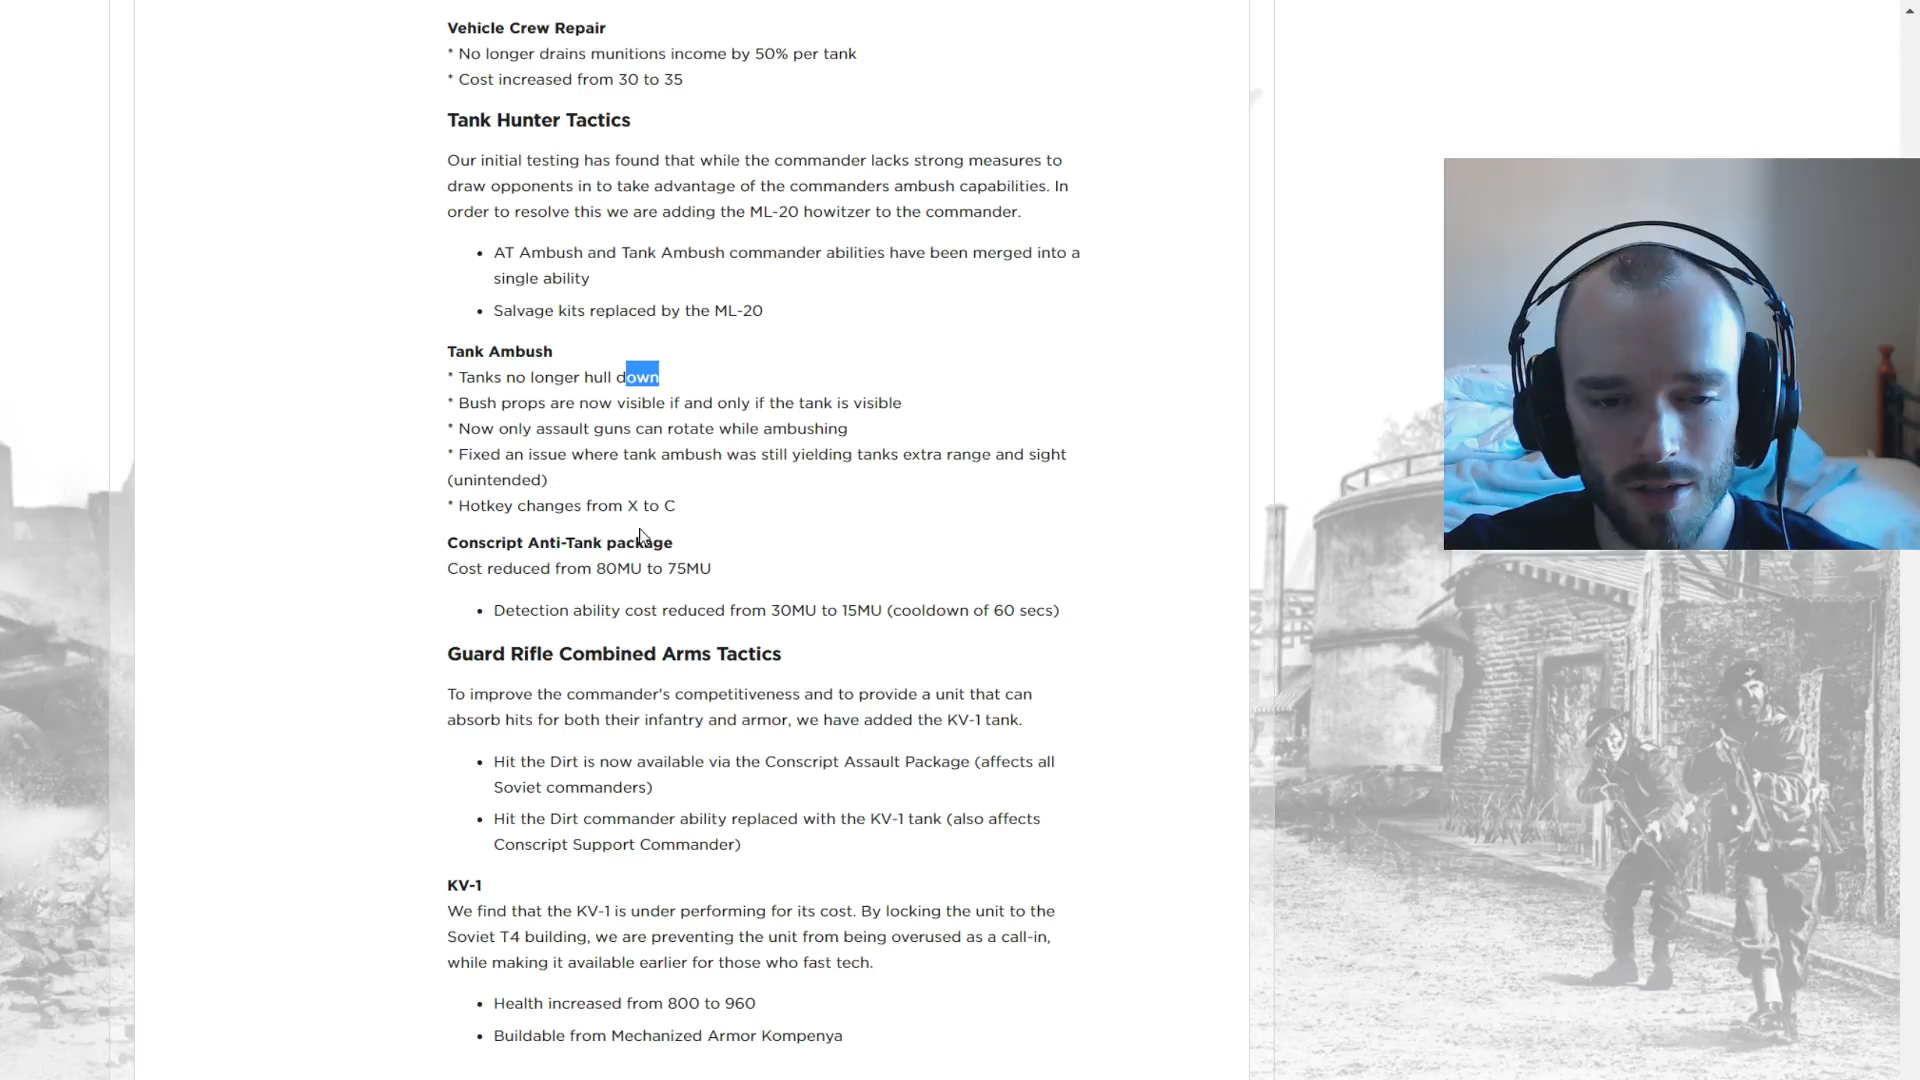 Vehicle Crew Repair
* No longer drains munitions income by 50% per tank
* Cost increased from 30 to 35
Tank Hunter Tactics
Our initial testing has found that while the commander lacks strong measures to
draw opponents in to take advantage of the commanders ambush capabilities. In
order to resolve this we are adding the ML-20 howitzer to the commander.
• AT Ambush and Tank Ambush commander abilities have been merged into a
single ability
• Salvage kits replaced by the ML-20
Tank Ambush
* Tanks no longer hull down
* Bush props are now visible if and only if the tank is visible
* Now only assault guns can rotate while ambushing
* Fixed an issue where tank ambush was still yielding tanks extra range and sight
(unintended)
* Hotkey changes from X to C
Conscript Anti-Tank package
Cost reduced from 80MU to 75MU
• Detection ability cost reduced from 30MU to 15MU (cooldown of 60 secs)
Guard Rifle Combined Arms Tactics
To improve the commander's competitiveness and to provide a unit that can
absorb hits for both their infantry and armor, we have added the KV-1 tank.
• Hit the Dirt is now available via the Conscript Assault Package (affects all
Soviet commanders)
• Hit the Dirt commander ability replaced with the KV-1 tank (also affects
Conscript Support Commander)
KV-1
We find that the KV-1 is under performing for its cost. By locking the unit to the
Soviet T4 building, we are preventing the unit from being overused as a call-in,
while making it available earlier for those who fast tech.
• Health increased from 800 to 960
• Buildable from Mechanized Armor Kompenya